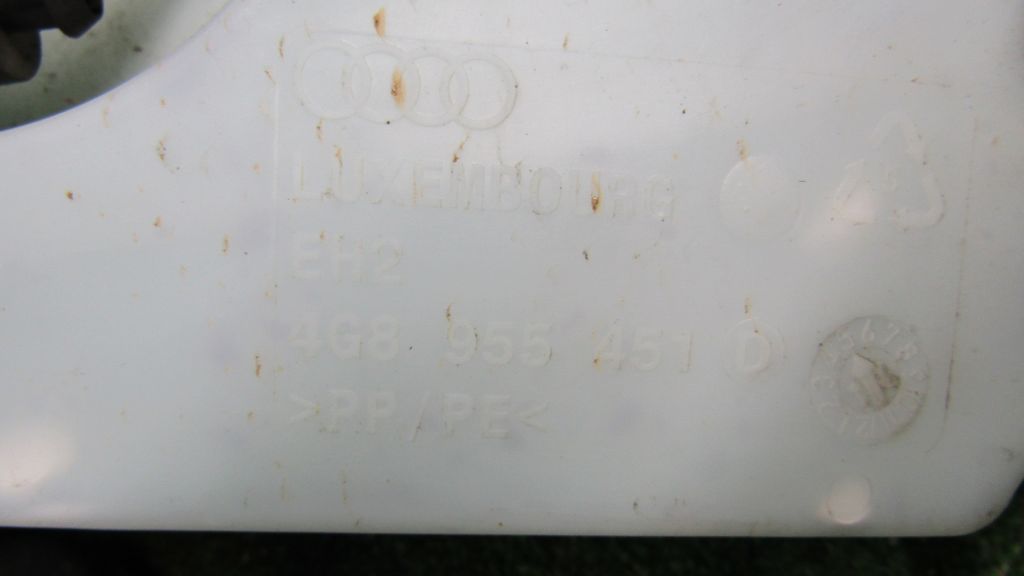 LUXEMBOURG
EH2
4G8 955 451 D
>PP/PE<